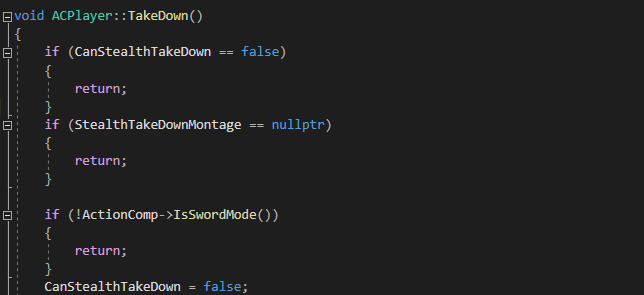 void ACPlayer::TakeDown()
{
    if (CanStealthTakeDown == false)
    {
        return;
    }
    if (StealthTakeDownMontage == nullptr)
    {
        return;
    }

    if (!ActionComp->IsSwordMode())
    {
        return;
    }
    CanStealthTakeDown = false;